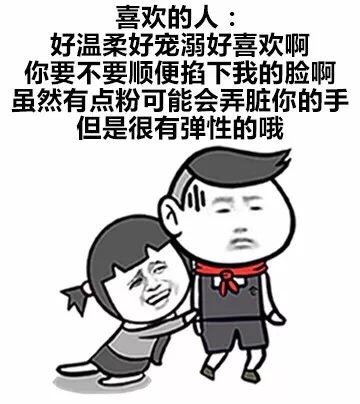 喜欢的人：
好温柔好宠溺好喜欢啊
你要不要顺便掐下我的脸啊
虽然有点粉可能会弄脏你的手
但是很有弹性的哦